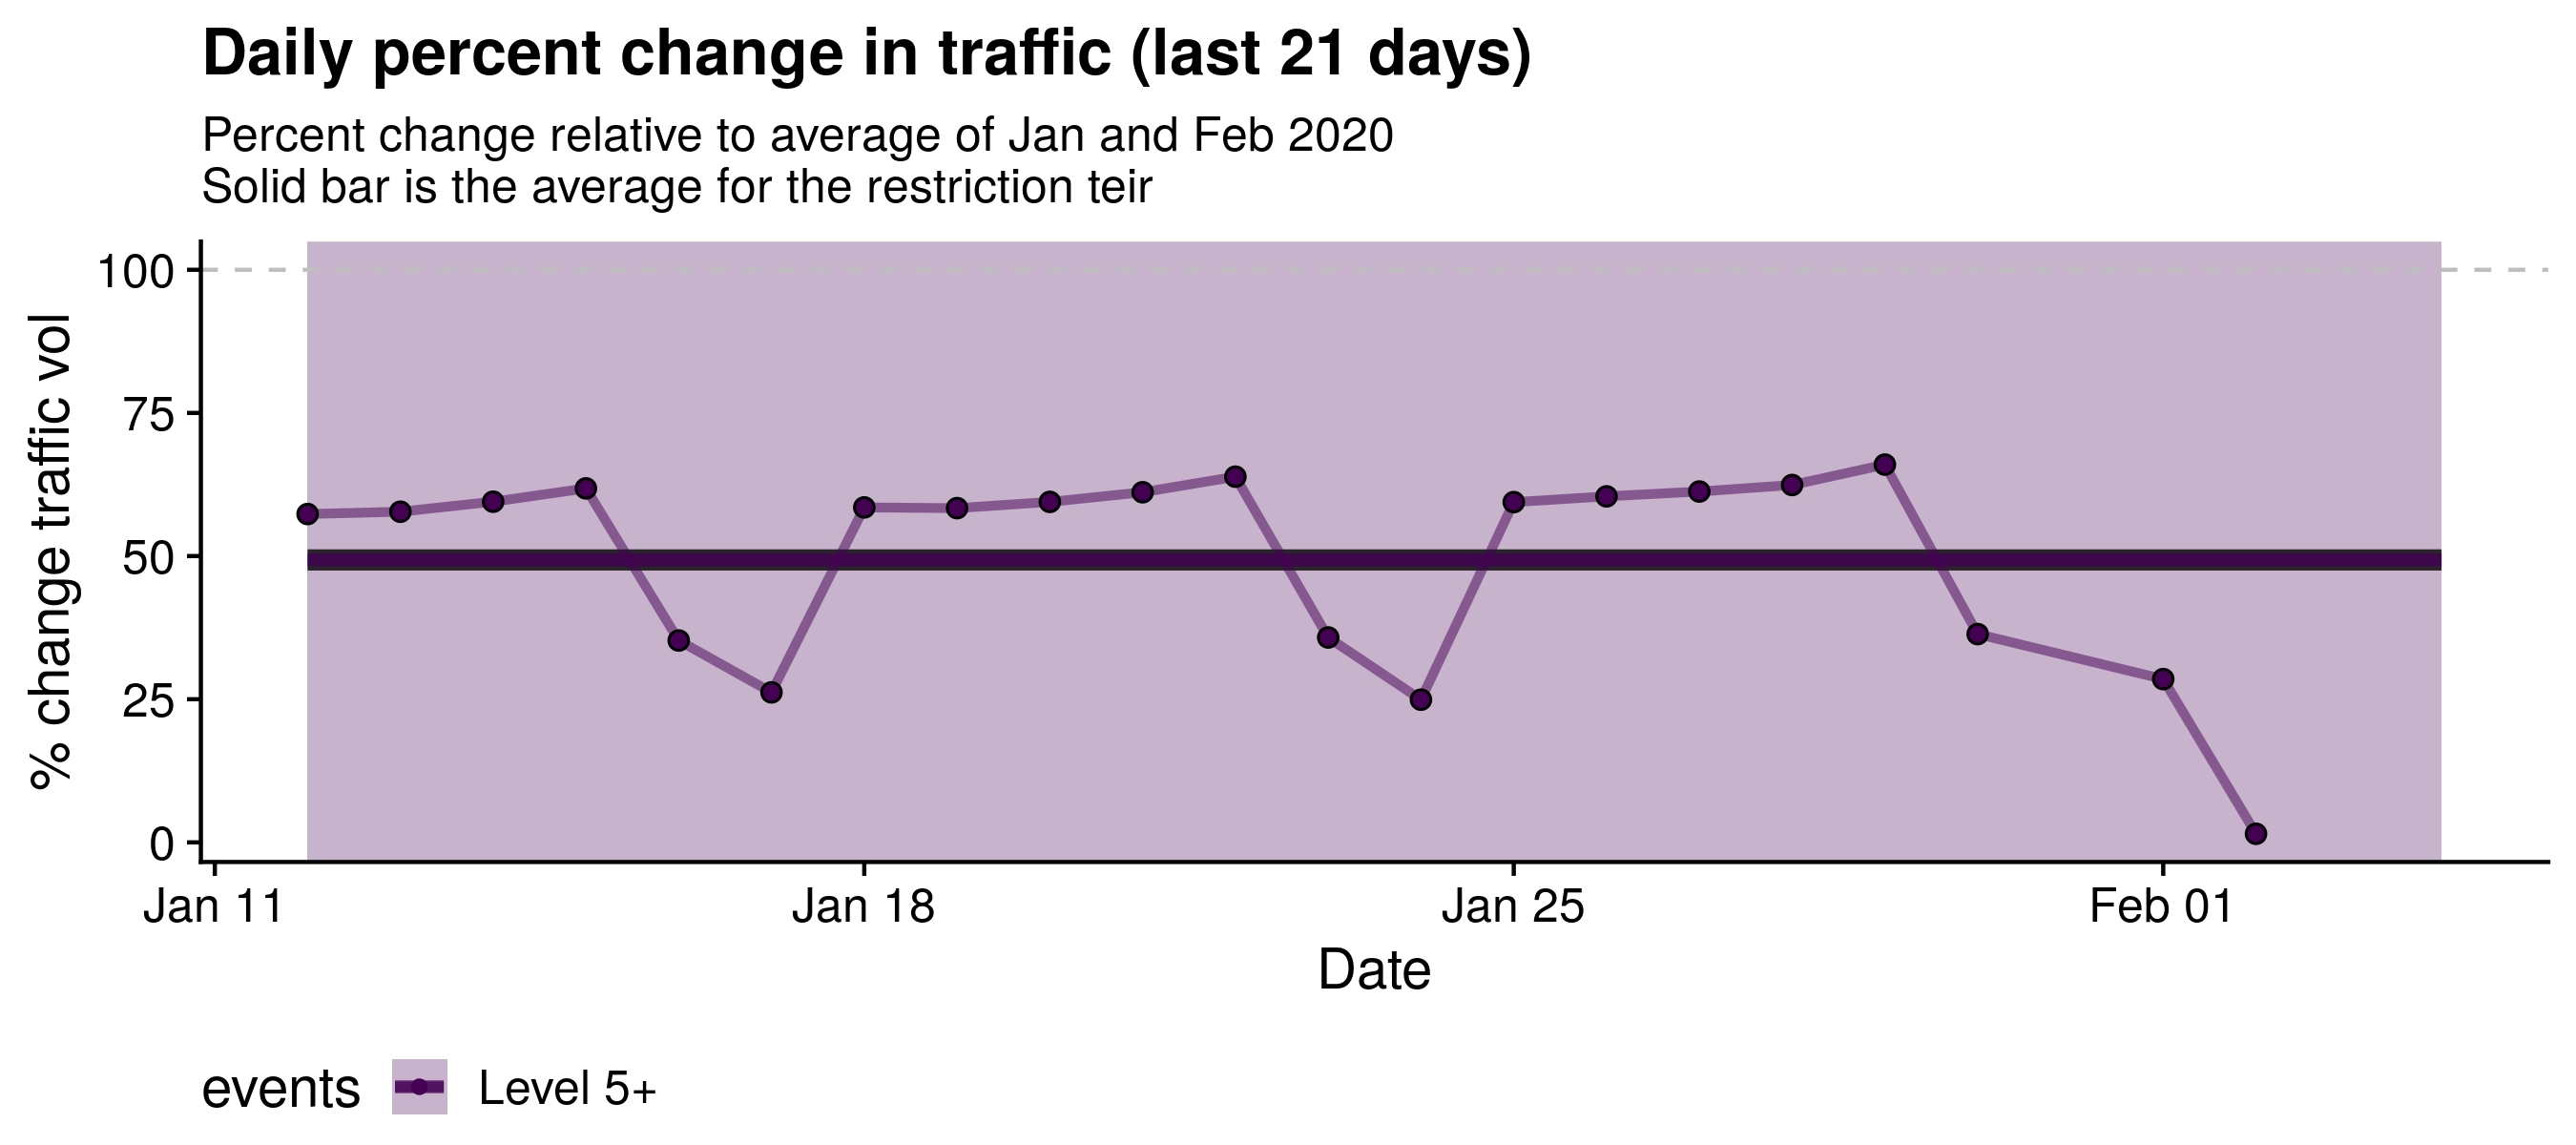 Daily percent change in traffic (last 21 days)
Percent change relative to average of Jan and Feb 2020
Solid bar is the average for the restriction teir
% change traffic vol
100
75
50
25
0
Jan 11
Jan 18
Jan 25
Feb 01
Date
events
Level 5+